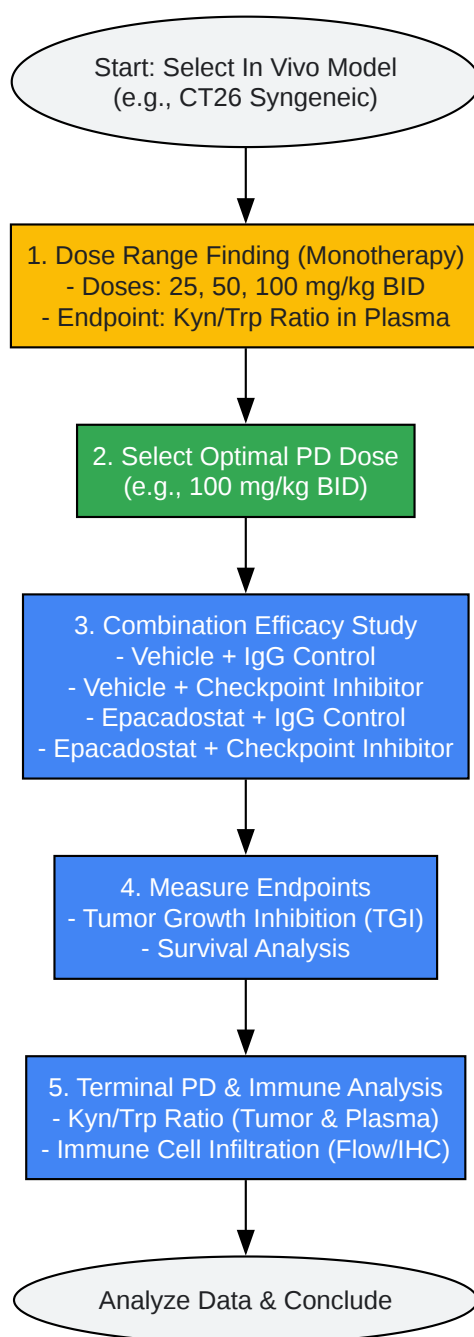 Start: Select In Vivo Model
(e.g., CT26 Syngeneic)
1. Dose Range Finding (Monotherapy)
- Doses: 25, 50, 100 mg/kg BID
- Endpoint: Kyn/Trp Ratio in Plasma
2. Select Optimal PD Dose
(e.g., 100 mg/kg BID)
3. Combination Efficacy Study
- Vehicle + IgG Control
- Vehicle + Checkpoint Inhibitor
- Epacadostat + IgG Control
- Epacadostat + Checkpoint Inhibitor
4. Measure Endpoints
- Tumor Growth Inhibition (TGI)
- Survival Analysis
5. Terminal PD & Immune Analysis
- Kyn/Trp Ratio (Tumor & Plasma)
- Immune Cell Infiltration (Flow/IHC)
Analyze Data & Conclude